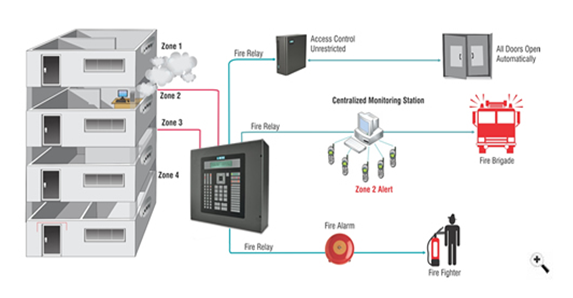 Zone 1
Zone 2
Zone 3
Zone 4
Fire Relay
Access Control
Unrestricted
All Doors Open
Automatically
Centralized Monitoring Station
Fire Relay
Zone 2 Alert
Fire Brigade
Fire Alarm
Fire Relay
Fire Fighter